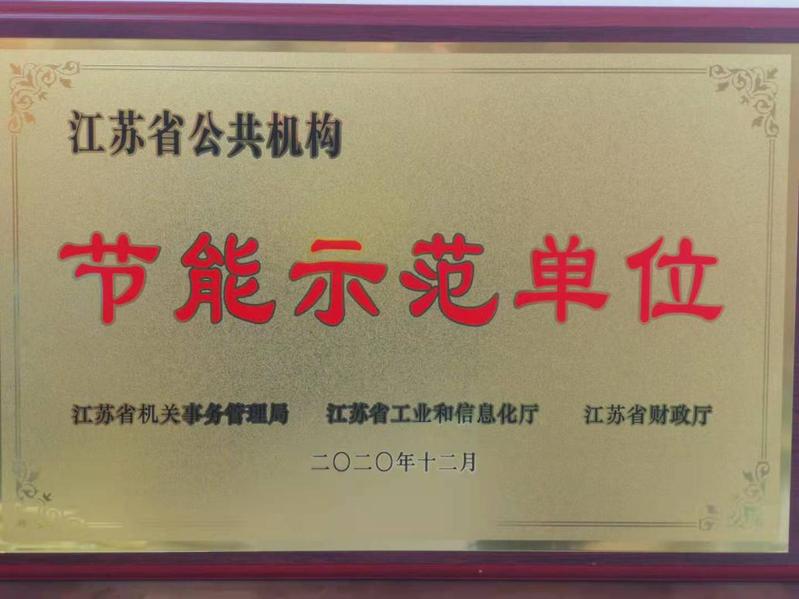 江苏省公共机构
节能示范单位
江苏省机关事务管理局 江苏省工业和信息化厅 江苏省财政厅
二〇二〇年十二月